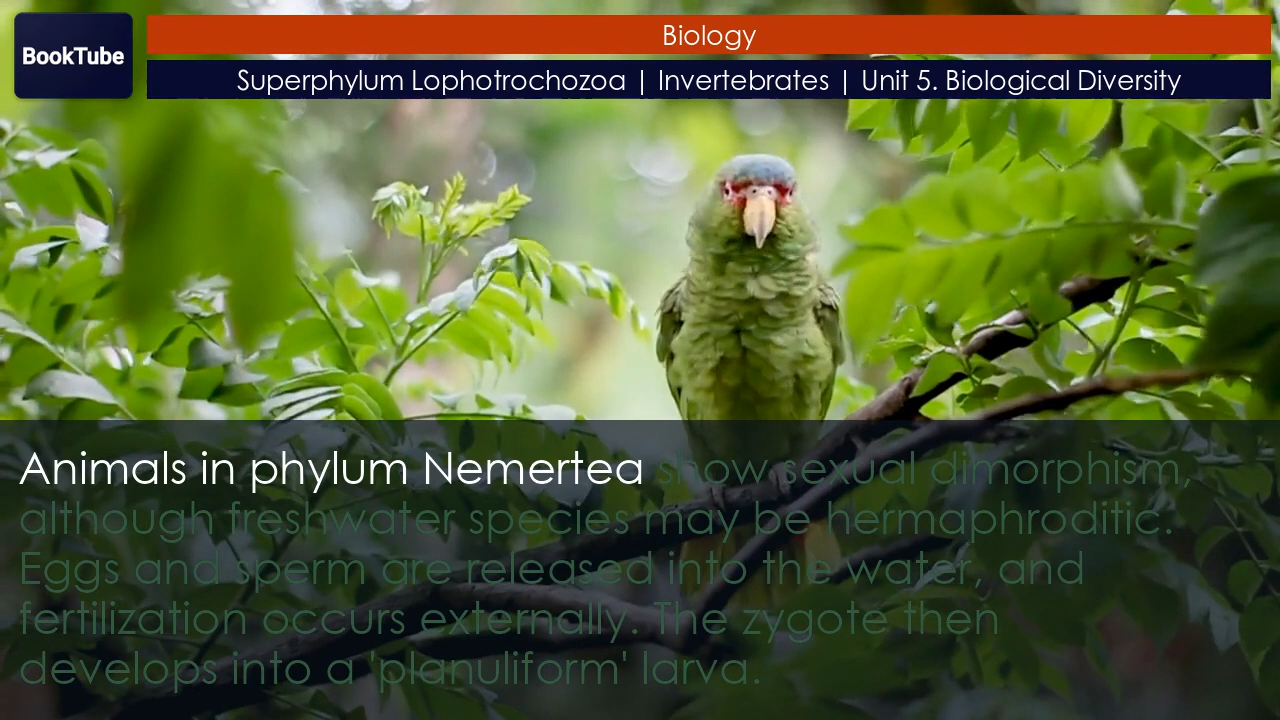 BookTube
Biology
Superphylum Lophotrochozoa | Invertebrates | Unit 5. Biological Diversity
Animals in phylum Nemertea show sexual dimorphism,
although freshwater species may be hermaphroditic.
Eggs and sperm are released into the water, and
fertilization occurs externally. The zygote then
develops into a 'planuliform' larva.